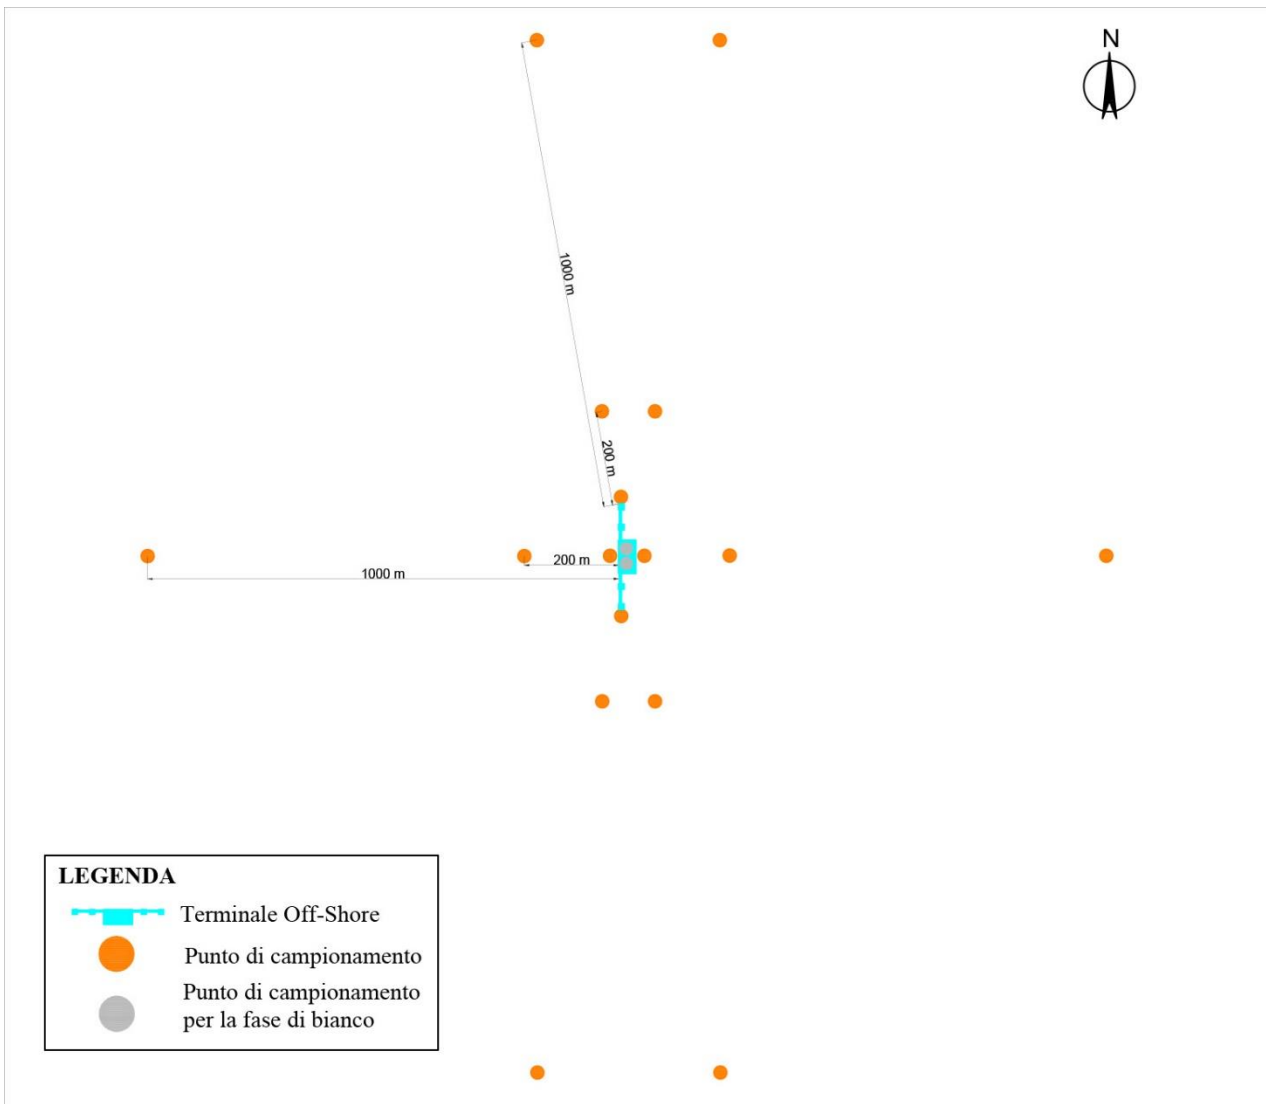 N
1000 m
200 m
200 m
1000 m
LEGENDA
Terminale Off-Shore
Punto di campionamento
Punto di campionamento
per la fase di bianco